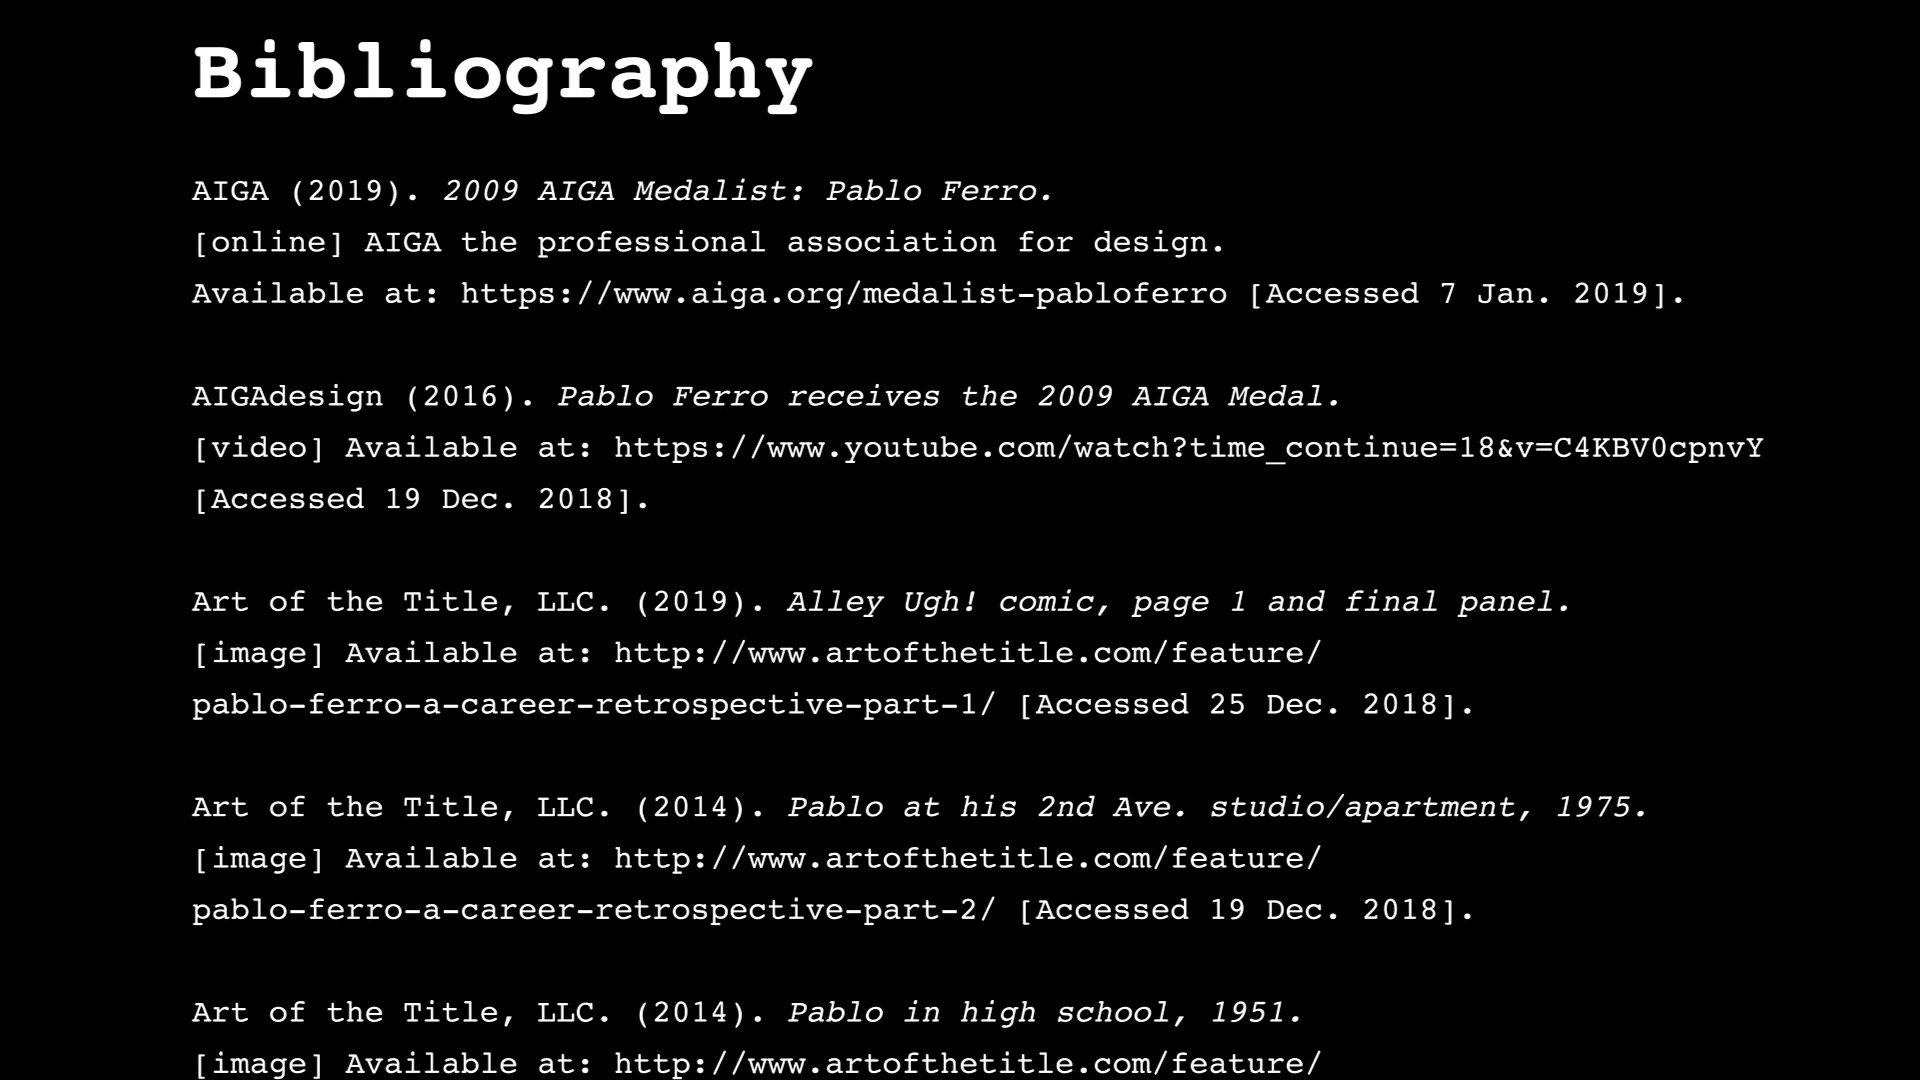 Bibliography
AIGA (2019). 2009 AIGA Medalist: Pablo Ferro.
[online] AIGA the professional association for design.
Available at: https://www.aiga.org/medalist-pabloferro [Accessed 7 Jan. 2019].
AIGAdesign (2016). Pablo Ferro receives the 2009 AIGA Medal.
[video] Available at: https://www.youtube.com/watch?time_continue=18&v=C4KBV0cpnvY
[Accessed 19 Dec. 2018].
Art of the Title, LLC. (2019). Alley Ugh! comic, page 1 and final panel.
[image] Available at: http://www.artofthetitle.com/feature/
pablo-ferro-a-career-retrospective-part-1/ [Accessed 25 Dec. 2018].
Art of the Title, LLC. (2014). Pablo at his 2nd Ave. studio/apartment, 1975.
[image] Available at: http://www.artofthetitle.com/feature/
pablo-ferro-a-career-retrospective-part-2/ [Accessed 19 Dec. 2018].
Art of the Title, LLC. (2014). Pablo in high school, 1951.
[image] Available at: http://www.artofthetitle.com/feature/